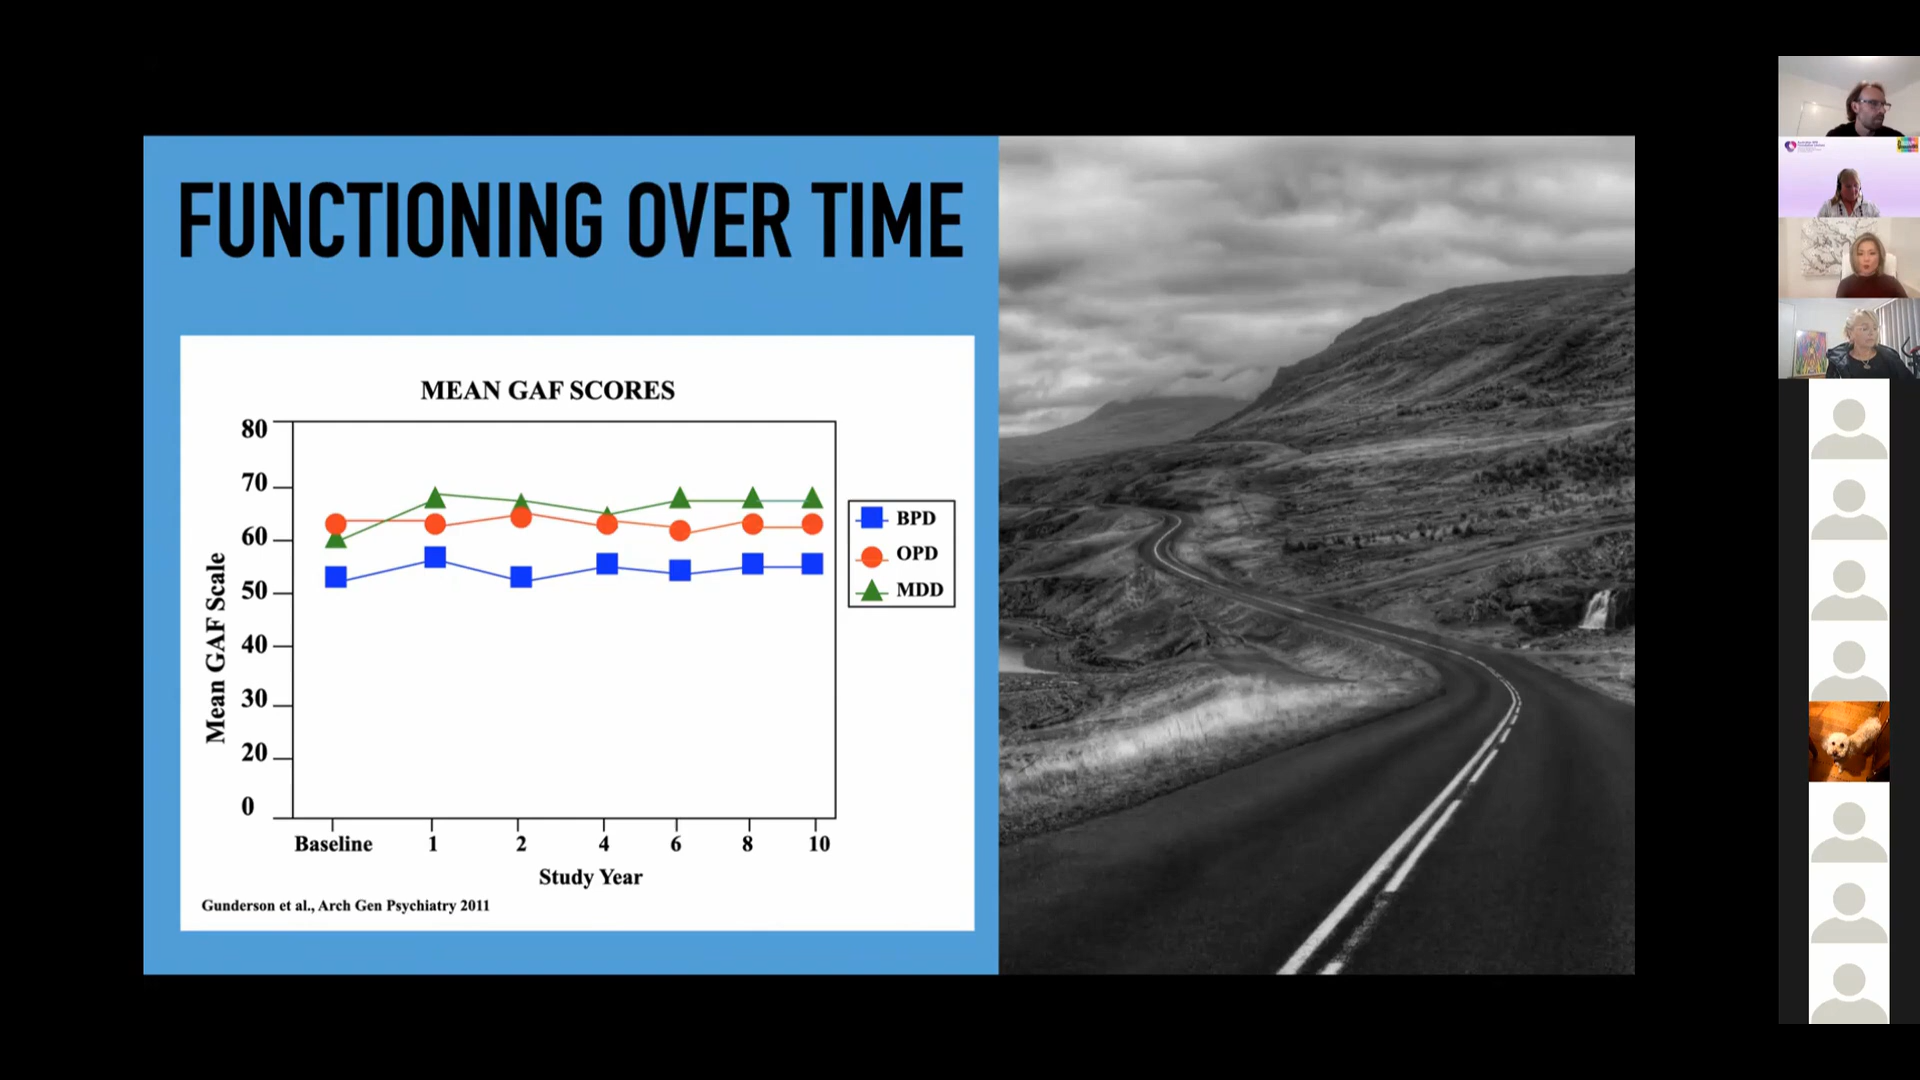 FUNCTIONING OVER TIME
MEAN GAF SCORES
80
70
60
50
40
30
20
0
Mean GAF Scale
Baseline 1 2 4 6 8 10
Study Year
BPD
OPD
MDD
Gunderson et al., Arch Gen Psychiatry 2011